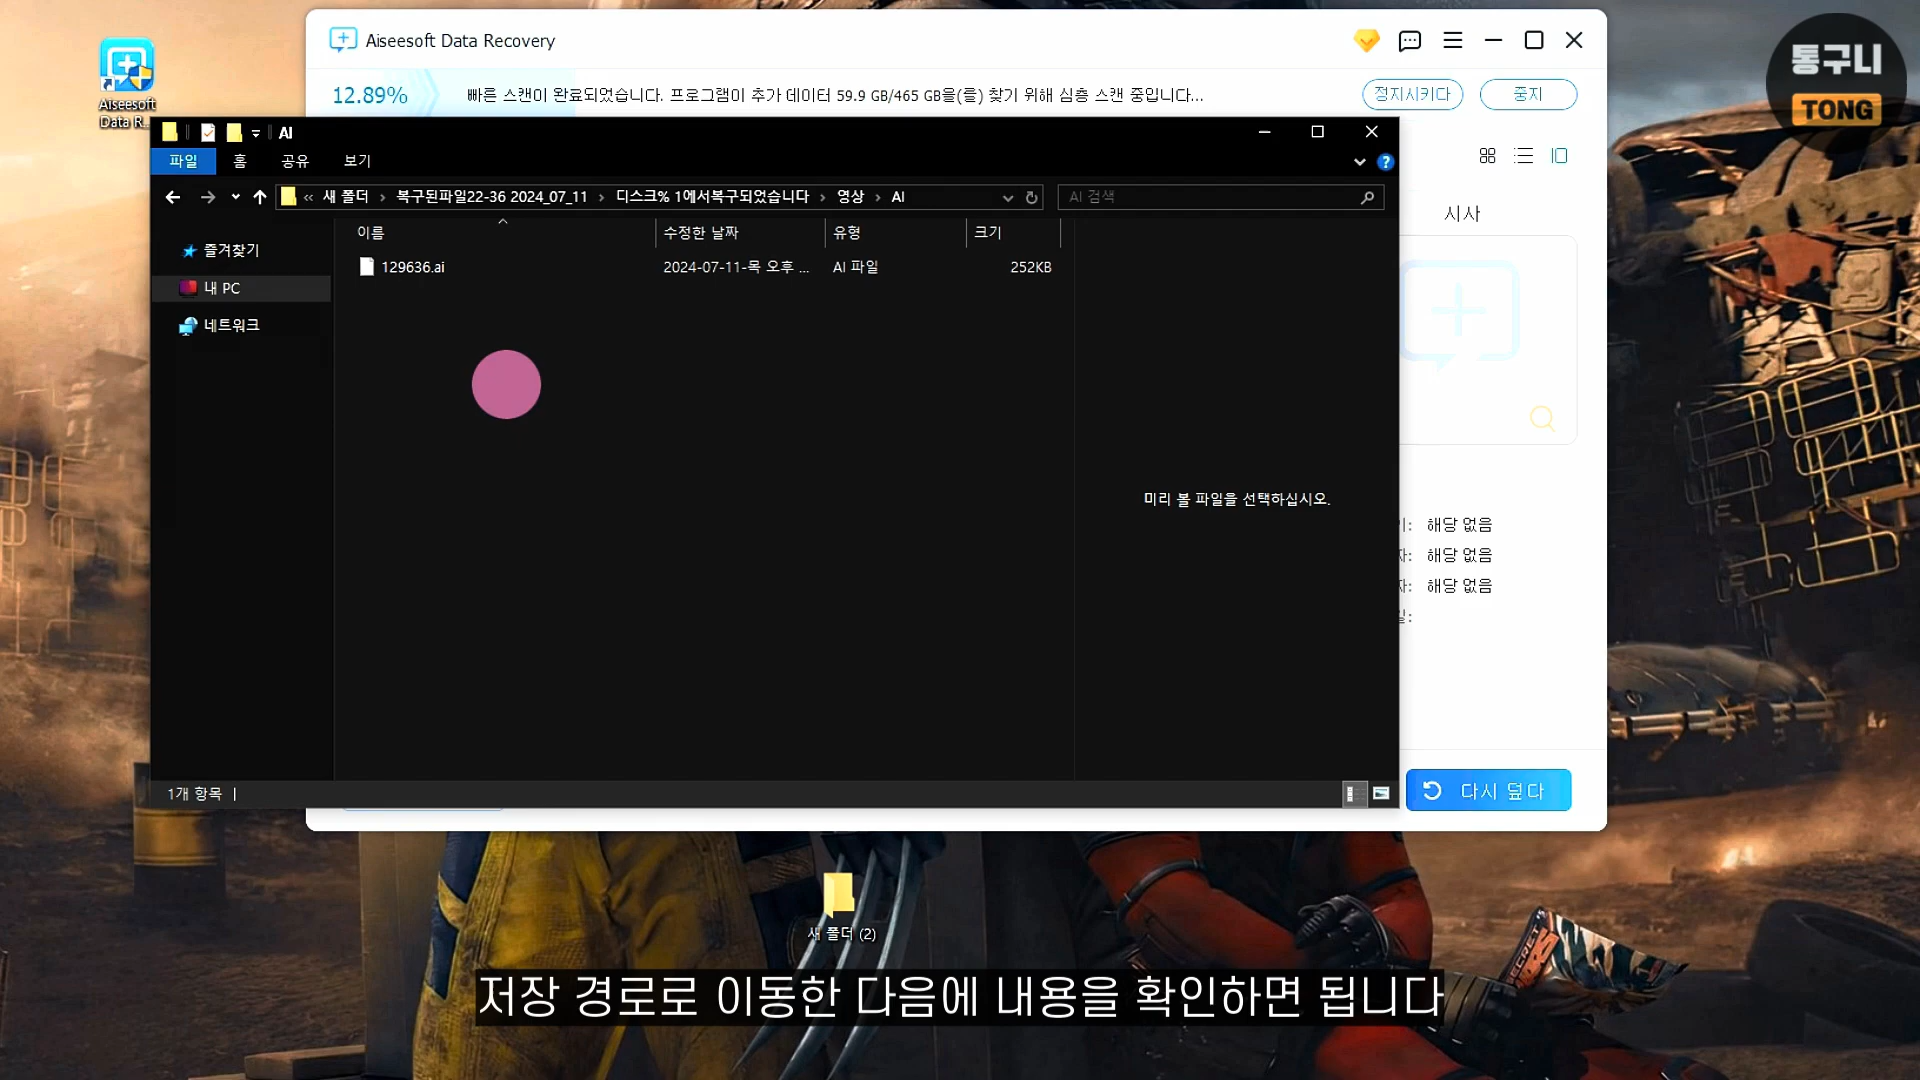 Aiseesoft Data Recovery
통구니
TONG
Aiseesoft
Data R...
12.89%
빠른 스캔이 완료되었습니다. 프로그램이 추가 데이터 59.9 GB/465 GB을(를) 찾기 위해 심층 스캔 중입니다...
정지시키다
중지
AI
파일
홈
공유
보기
« 새 폴더 › 복구된파일22-36 2024_07_11 › 디스크% 1에서복구되었습니다 › 영상 › AI
AI 검색
시사
이름
수정한 날짜
유형
크기
즐겨찾기
129636.ai
2024-07-11-목 오후 ...
AI 파일
252KB
내 PC
네트워크
미리 볼 파일을 선택하십시오.
해당 없음
해당 없음
해당 없음
1개 항목
다시 덮다
새 폴더 (2)
SECRET
저장 경로로 이동한 다음에 내용을 확인하면 됩니다